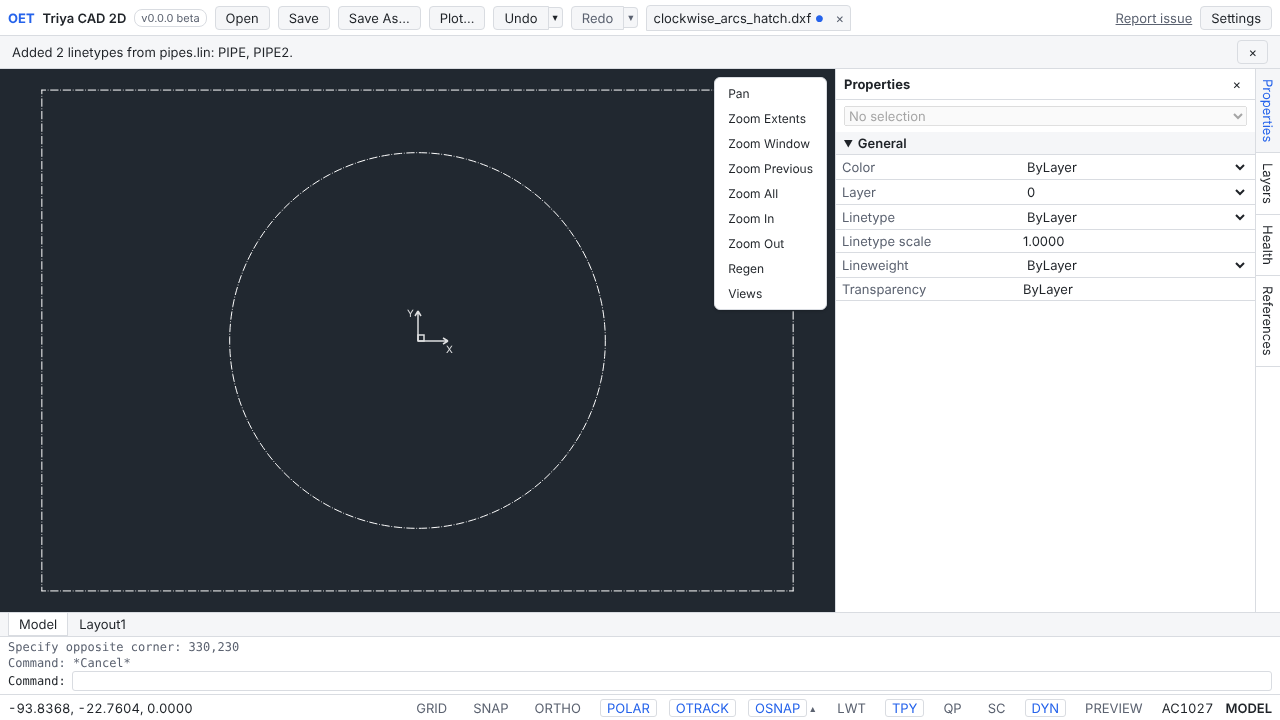 OET Triya CAD 2D v0.0.0 beta Open Save Save As... Plot... Undo ▾ Redo ▾ clockwise_arcs_hatch.dxf ● × Report issue Settings
Added 2 linetypes from pipes.lin: PIPE, PIPE2. ×
Pan
Zoom Extents
Zoom Window
Zoom Previous
Zoom All
Zoom In
Zoom Out
Regen
Views
Y
X
Properties ×
No selection
▼ General
Color ByLayer
Layer 0
Linetype ByLayer
Linetype scale 1.0000
Lineweight ByLayer
Transparency ByLayer
Properties
Layers
Health
References
Model Layout1
Specify opposite corner: 330,230
Command: *Cancel*
Command:
-93.8368, -22.7604, 0.0000 GRID SNAP ORTHO POLAR OTRACK OSNAP ▴ LWT TPY QP SC DYN PREVIEW AC1027 MODEL